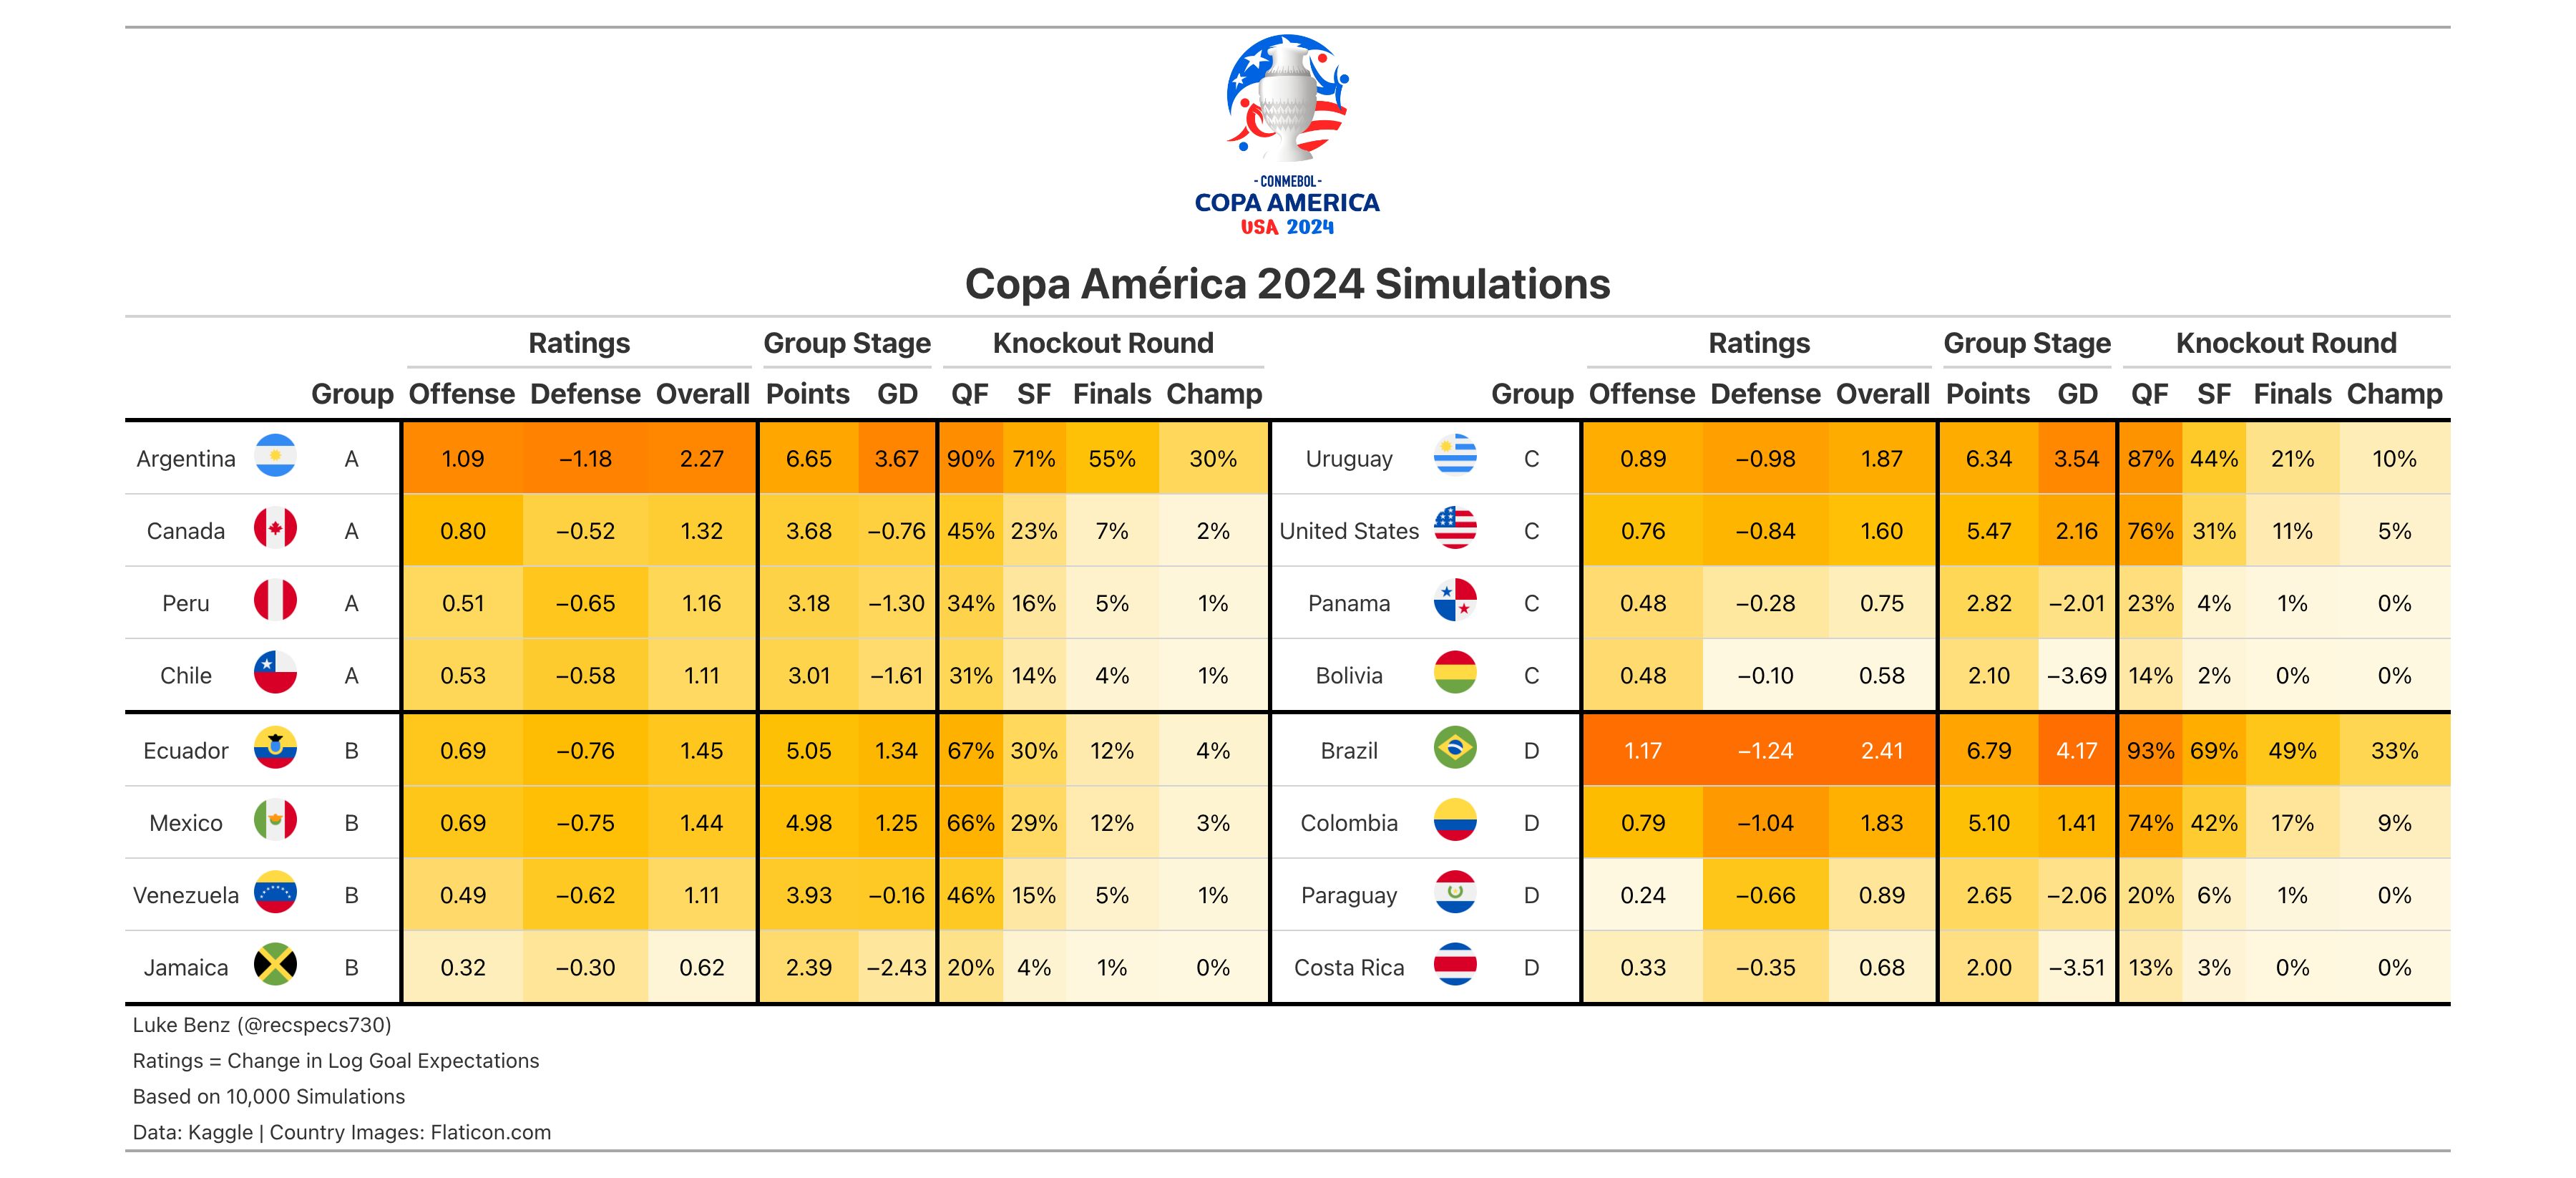 - CONMEBOL -
COPA AMERICA
USA 2024
Copa América 2024 Simulations
Ratings Group Stage Knockout Round Ratings Group Stage Knockout Round
Group Offense Defense Overall Points GD QF SF Finals Champ Group Offense Defense Overall Points GD QF SF Finals Champ
Argentina A 1.09 −1.18 2.27 6.65 3.67 90% 71% 55% 30% Uruguay C 0.89 −0.98 1.87 6.34 3.54 87% 44% 21% 10%
Canada A 0.80 −0.52 1.32 3.68 −0.76 45% 23% 7% 2% United States C 0.76 −0.84 1.60 5.47 2.16 76% 31% 11% 5%
Peru A 0.51 −0.65 1.16 3.18 −1.30 34% 16% 5% 1% Panama C 0.48 −0.28 0.75 2.82 −2.01 23% 4% 1% 0%
Chile A 0.53 −0.58 1.11 3.01 −1.61 31% 14% 4% 1% Bolivia C 0.48 −0.10 0.58 2.10 −3.69 14% 2% 0% 0%
Ecuador B 0.69 −0.76 1.45 5.05 1.34 67% 30% 12% 4% Brazil D 1.17 −1.24 2.41 6.79 4.17 93% 69% 49% 33%
Mexico B 0.69 −0.75 1.44 4.98 1.25 66% 29% 12% 3% Colombia D 0.79 −1.04 1.83 5.10 1.41 74% 42% 17% 9%
Venezuela B 0.49 −0.62 1.11 3.93 −0.16 46% 15% 5% 1% Paraguay D 0.24 −0.66 0.89 2.65 −2.06 20% 6% 1% 0%
Jamaica B 0.32 −0.30 0.62 2.39 −2.43 20% 4% 1% 0% Costa Rica D 0.33 −0.35 0.68 2.00 −3.51 13% 3% 0% 0%
Luke Benz (@recspecs730)
Ratings = Change in Log Goal Expectations
Based on 10,000 Simulations
Data: Kaggle | Country Images: Flaticon.com